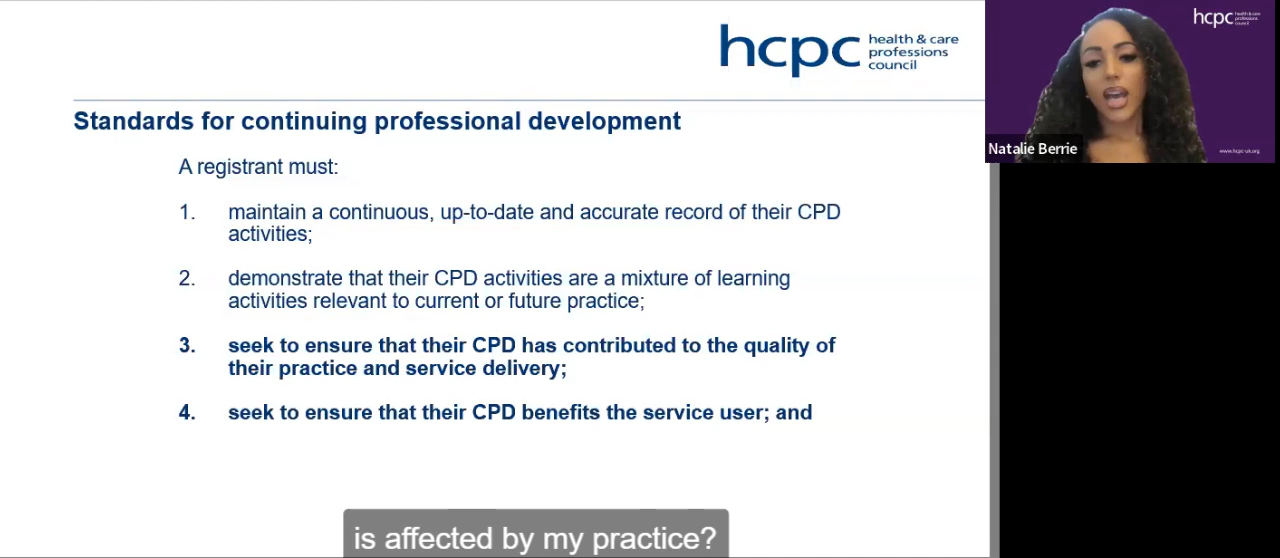 hcpc health & care
professions
council
hcpc health & care
professions
council
Natalie Berrie
www.hcpc-uk.org
Standards for continuing professional development
A registrant must:
1. maintain a continuous, up-to-date and accurate record of their CPD
activities;
2. demonstrate that their CPD activities are a mixture of learning
activities relevant to current or future practice;
3. seek to ensure that their CPD has contributed to the quality of
their practice and service delivery;
4. seek to ensure that their CPD benefits the service user; and
is affected by my practice?